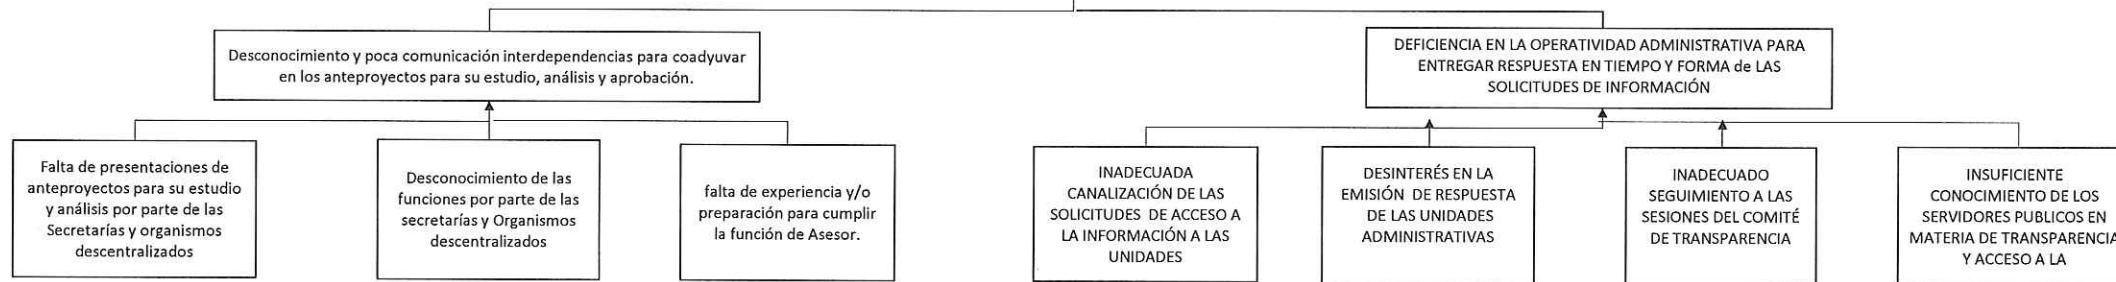 Desconocimiento y poca comunicación interdependencias para coadyuvar
en los anteproyectos para su estudio, análisis y aprobación.
DEFICIENCIA EN LA OPERATIVIDAD ADMINISTRATIVA PARA
ENTREGAR RESPUESTA EN TIEMPO Y FORMA de LAS
SOLICITUDES DE INFORMACIÓN
Falta de presentaciones de
anteproyectos para su estudio
y análisis por parte de las
Secretarías y organismos
descentralizados
Desconocimiento de las
funciones por parte de las
secretarías y Organismos
descentralizados
falta de experiencia y/o
preparación para cumplir
la función de Asesor.
INADECUADA
CANALIZACIÓN DE LAS
SOLICITUDES DE ACCESO A
LA INFORMACIÓN A LAS
UNIDADES
DESINTERÉS EN LA
EMISIÓN DE RESPUESTA
DE LAS UNIDADES
ADMINISTRATIVAS
INADECUADO
SEGUIMIENTO A LAS
SESIONES DEL COMITÉ
DE TRANSPARENCIA
INSUFICIENTE
CONOCIMIENTO DE LOS
SERVIDORES PUBLICOS EN
MATERIA DE TRANSPARENCIA
Y ACCESO A LA